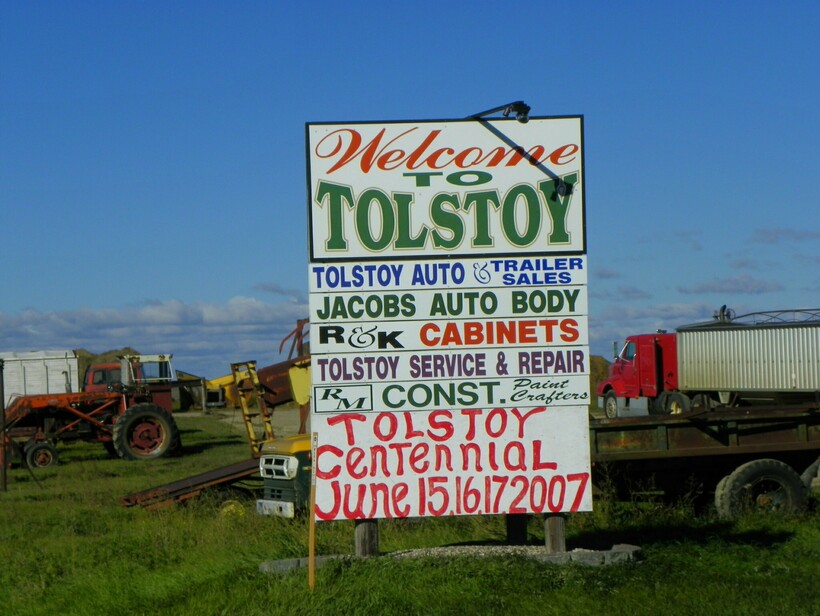 Welcome
TO
TOLSTOY
TOLSTOY AUTO & TRAILER SALES
JACOBS AUTO BODY
R&K CABINETS
TOLSTOY SERVICE & REPAIR
RM CONST. Paint Crafters
TOLSTOY
Centennial
June 15,16,17 2007